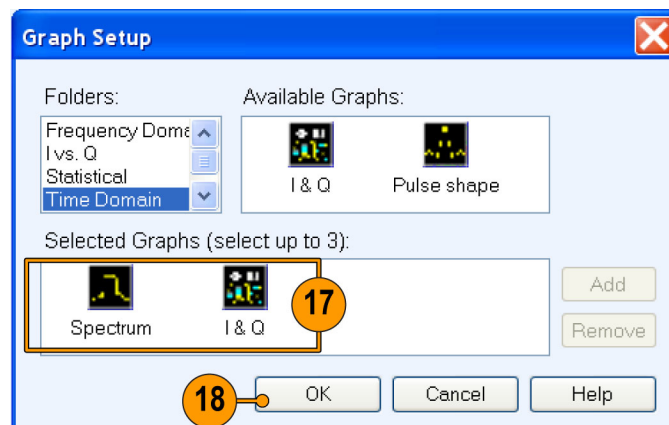 Graph Setup
Folders:
Available Graphs:
Frequency Doma
I vs. Q
Statistical
Time Domain
I & Q
Pulse shape
Selected Graphs (select up to 3):
Spectrum
I & Q
17
Add
Remove
18
OK
Cancel
Help